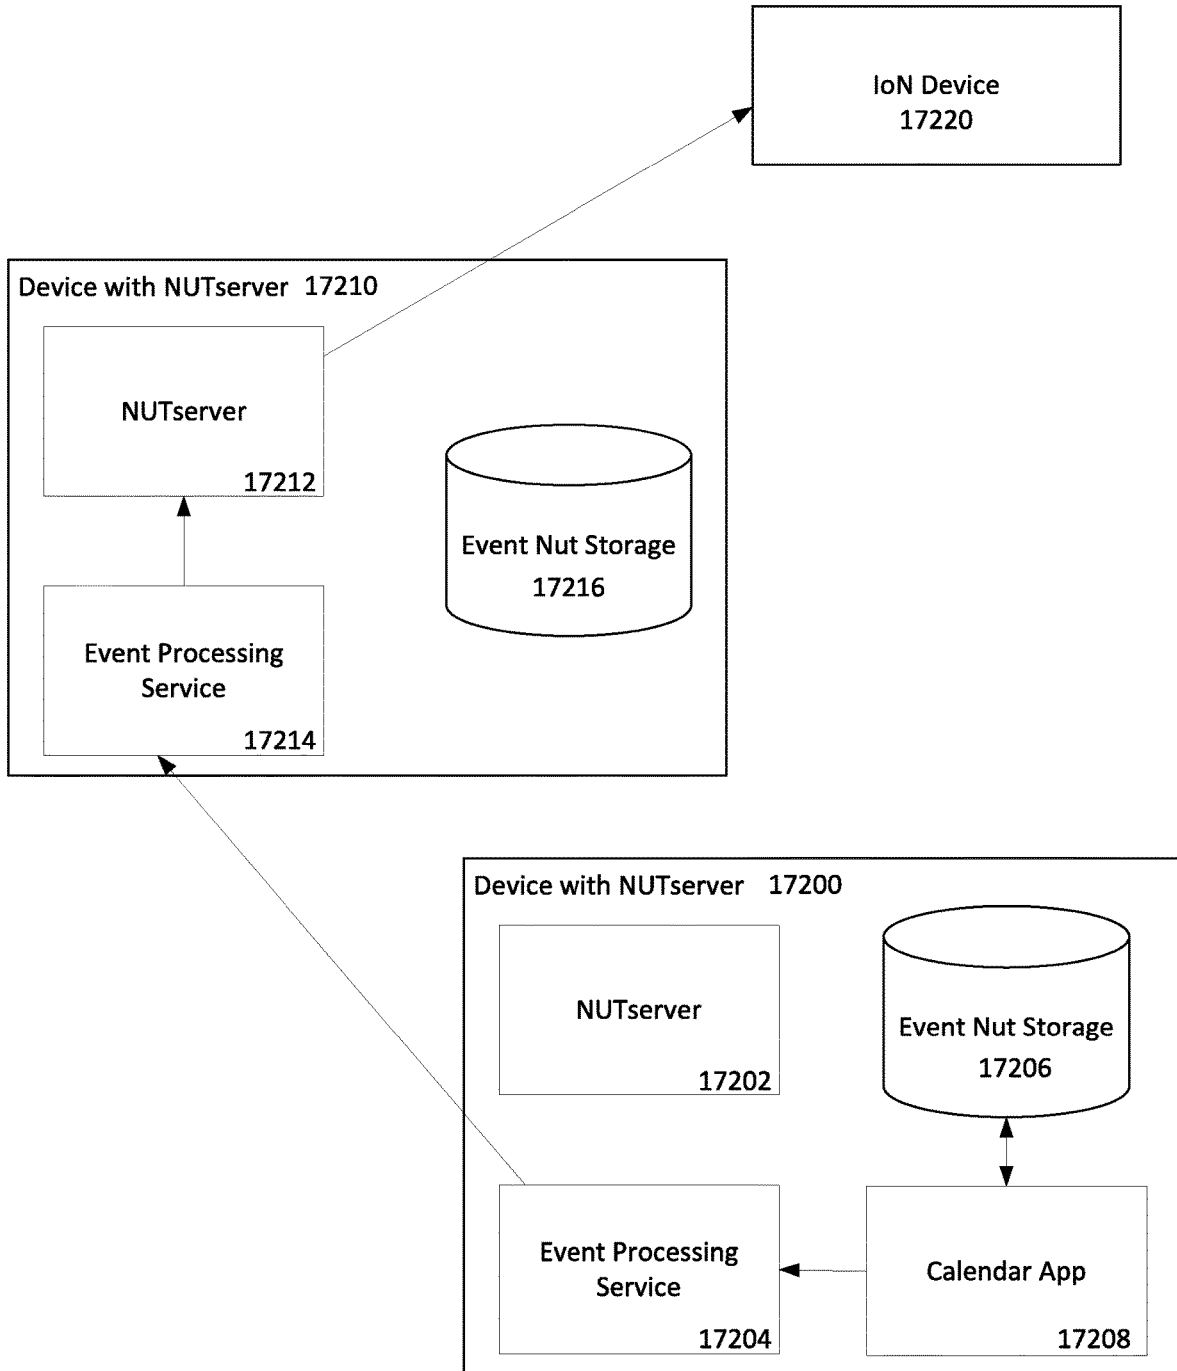 IoN Device
17220
Device with NUTserver 17210
NUTserver
17212
Event Nut Storage
17216
Event Processing
Service
17214
Device with NUTserver 17200
NUTserver
17202
Event Nut Storage
17206
Event Processing
Service
17204
Calendar App
17208